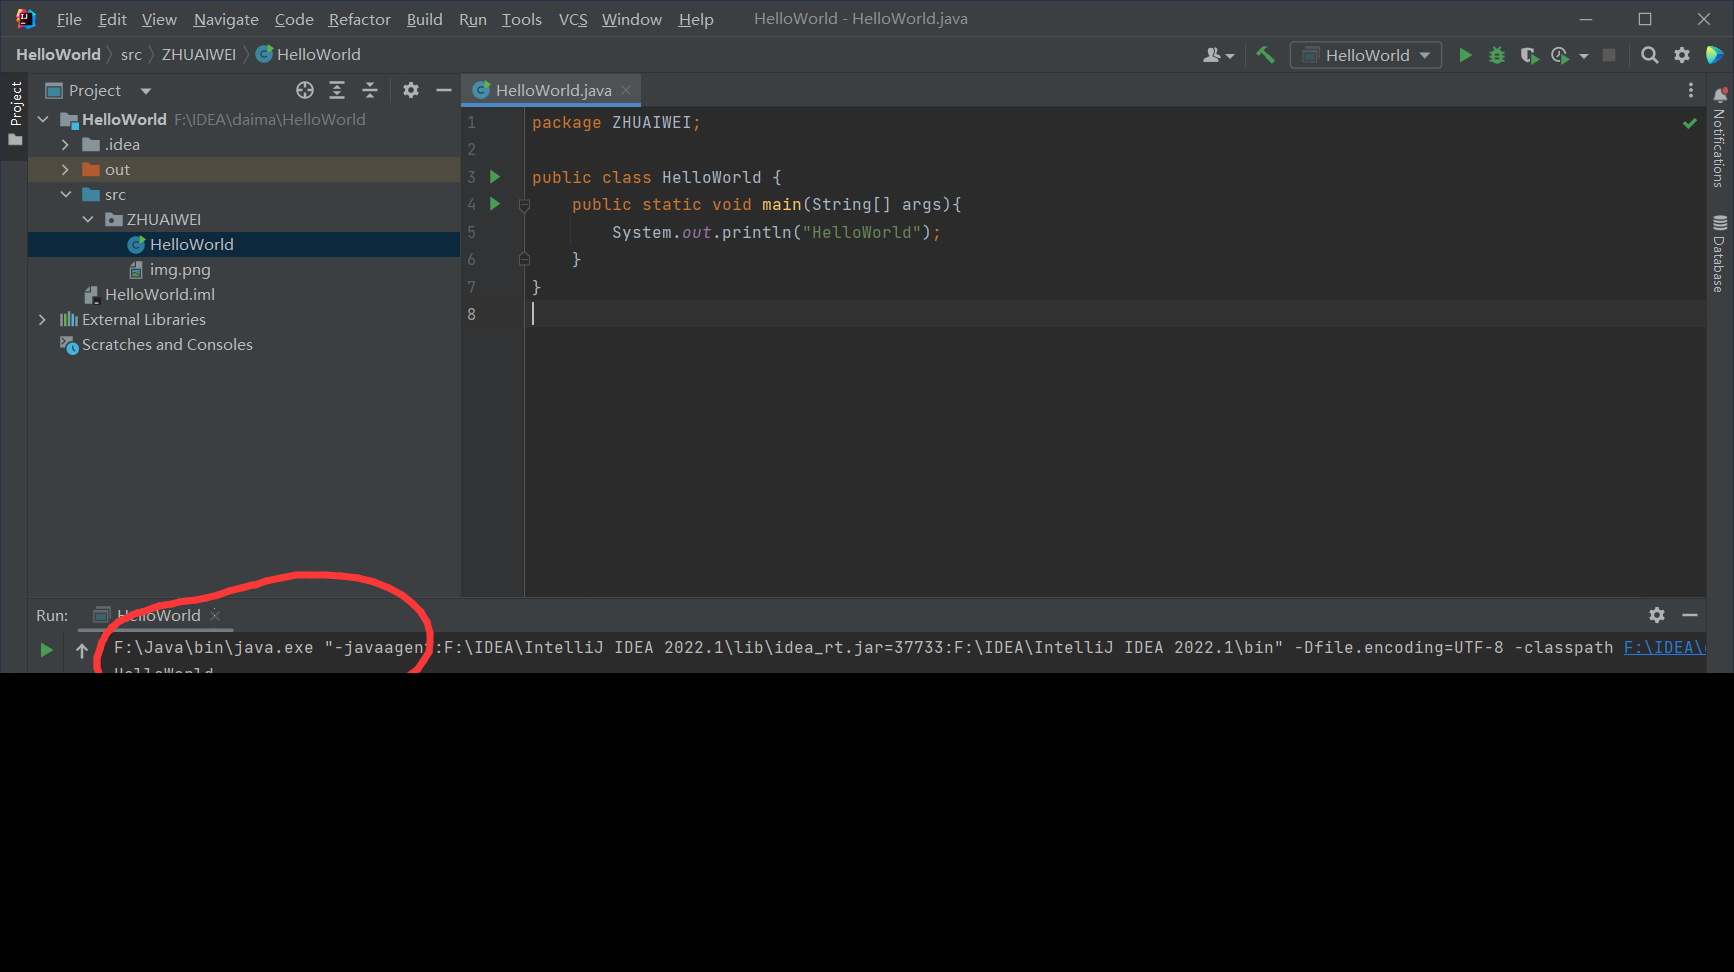 File Edit View Navigate Code Refactor Build Run Tools VCS Window Help HelloWorld - HelloWorld.java
HelloWorld src ZHUAIWEI HelloWorld HelloWorld
Project
Project
HelloWorld F:\IDEA\daima\HelloWorld
.idea
out
src
ZHUAIWEI
HelloWorld
img.png
HelloWorld.iml
External Libraries
Scratches and Consoles
HelloWorld.java
1 package ZHUAIWEI;
2
3 public class HelloWorld {
4 public static void main(String[] args){
5 System.out.println("HelloWorld");
6 }
7 }
8
Notifications
Database
Run: HelloWorld
F:\Java\bin\java.exe "-javaagent:F:\IDEA\IntelliJ IDEA 2022.1\lib\idea_rt.jar=37733:F:\IDEA\IntelliJ IDEA 2022.1\bin" -Dfile.encoding=UTF-8 -classpath F:\IDEA\
HelloWorld